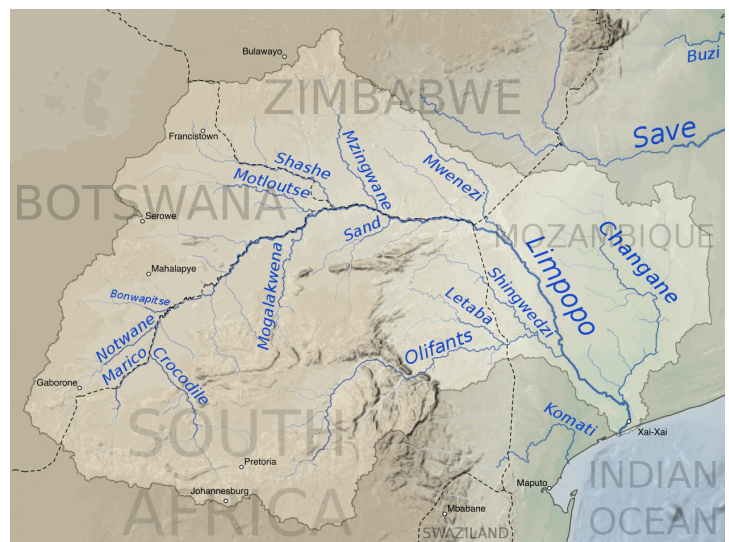 Bulawayo
Buzi
ZIMBABWE
Save
Francistown
Mzingwane
Shashe
Mwenezi
Motloutse
BOTSWANA
Serowe
Sand
MOZAMBIQUE
Changane
Limpopo
Mahalapye
Mogalakwena
Shingwedzi
Letaba
Bonwapitse
Notwane
Marico
Crocodile
Olifants
Gaborone
Komati
Xai-Xai
SOUTH
AFRICA
Pretoria
Johannesburg
Maputo
INDIAN
OCEAN
Mbabane
SWAZILAND